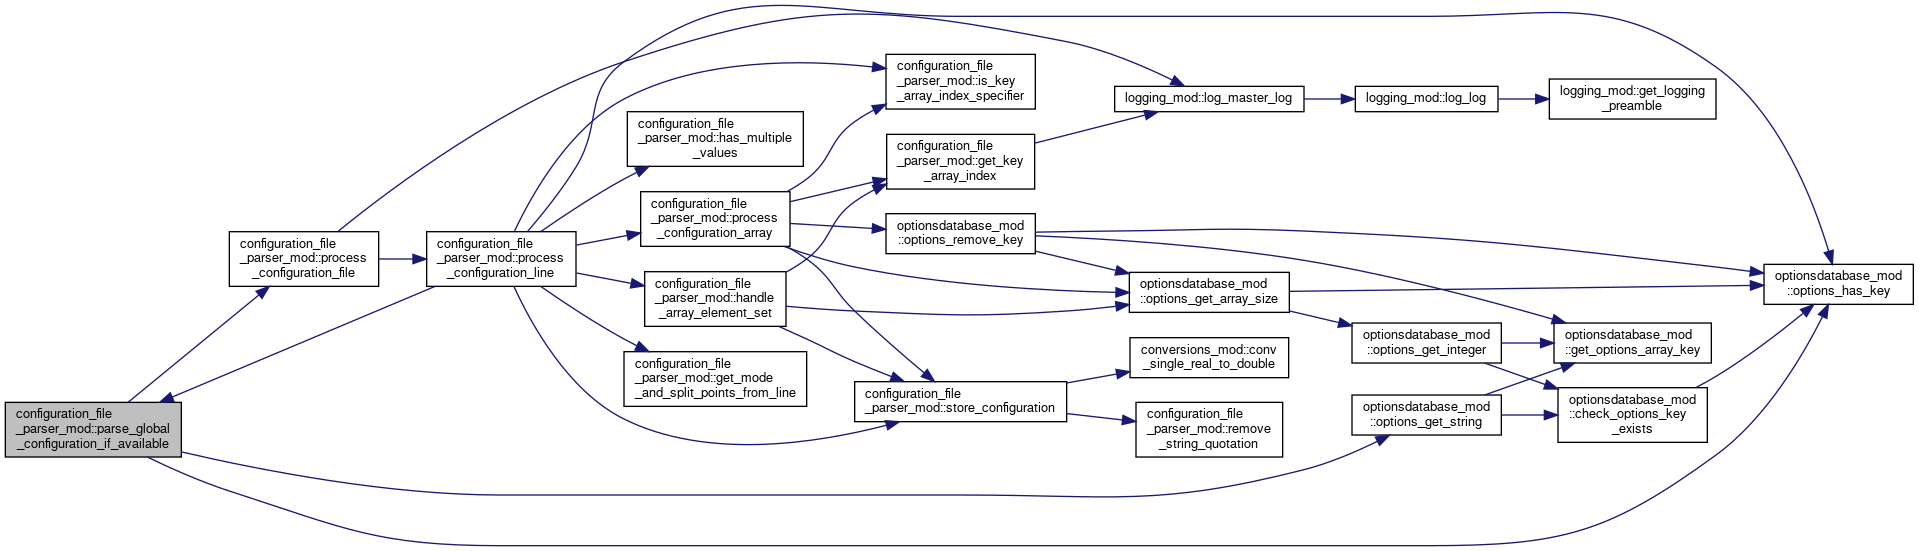 configuration_file
_parser_mod::parse_global
_configuration_if_available
configuration_file
_parser_mod::process
_configuration_file
configuration_file
_parser_mod::process
_configuration_line
configuration_file
_parser_mod::has_multiple
_values
configuration_file
_parser_mod::process
_configuration_array
configuration_file
_parser_mod::handle
_array_element_set
configuration_file
_parser_mod::get_mode
_and_split_points_from_line
configuration_file
_parser_mod::is_key
_array_index_specifier
configuration_file
_parser_mod::get_key
_array_index
optionsdatabase_mod
::options_remove_key
configuration_file
_parser_mod::store_configuration
logging_mod::log_master_log
optionsdatabase_mod
::options_get_array_size
conversions_mod::conv
_single_real_to_double
configuration_file
_parser_mod::remove
_string_quotation
logging_mod::log_log
optionsdatabase_mod
::options_get_integer
optionsdatabase_mod
::options_get_string
logging_mod::get_logging
_preamble
optionsdatabase_mod
::get_options_array_key
optionsdatabase_mod
::check_options_key
_exists
optionsdatabase_mod
::options_has_key